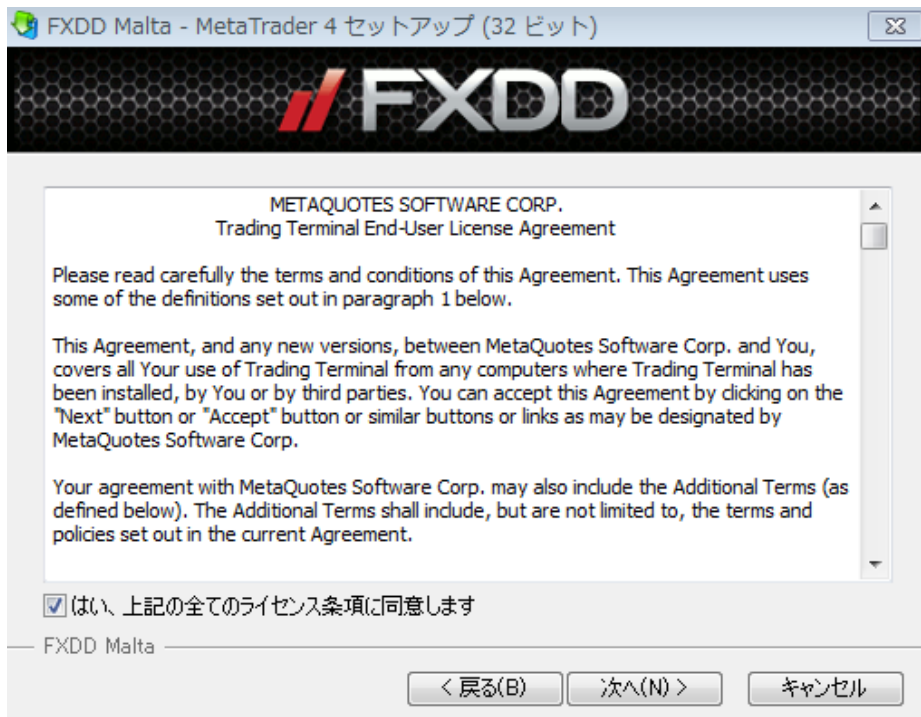 FXDD Malta - MetaTrader 4 セットアップ (32 ビット)
FXDD
METAQUOTES SOFTWARE CORP.
Trading Terminal End-User License Agreement
Please read carefully the terms and conditions of this Agreement. This Agreement uses
some of the definitions set out in paragraph 1 below.
This Agreement, and any new versions, between MetaQuotes Software Corp. and You,
covers all Your use of Trading Terminal from any computers where Trading Terminal has
been installed, by You or by third parties. You can accept this Agreement by clicking on the
"Next" button or "Accept" button or similar buttons or links as may be designated by
MetaQuotes Software Corp.
Your agreement with MetaQuotes Software Corp. may also include the Additional Terms (as
defined below). The Additional Terms shall include, but are not limited to, the terms and
policies set out in the current Agreement.
はい、上記の全てのライセンス条項に同意します
FXDD Malta
< 戻る(B)
次へ(N) >
キャンセル